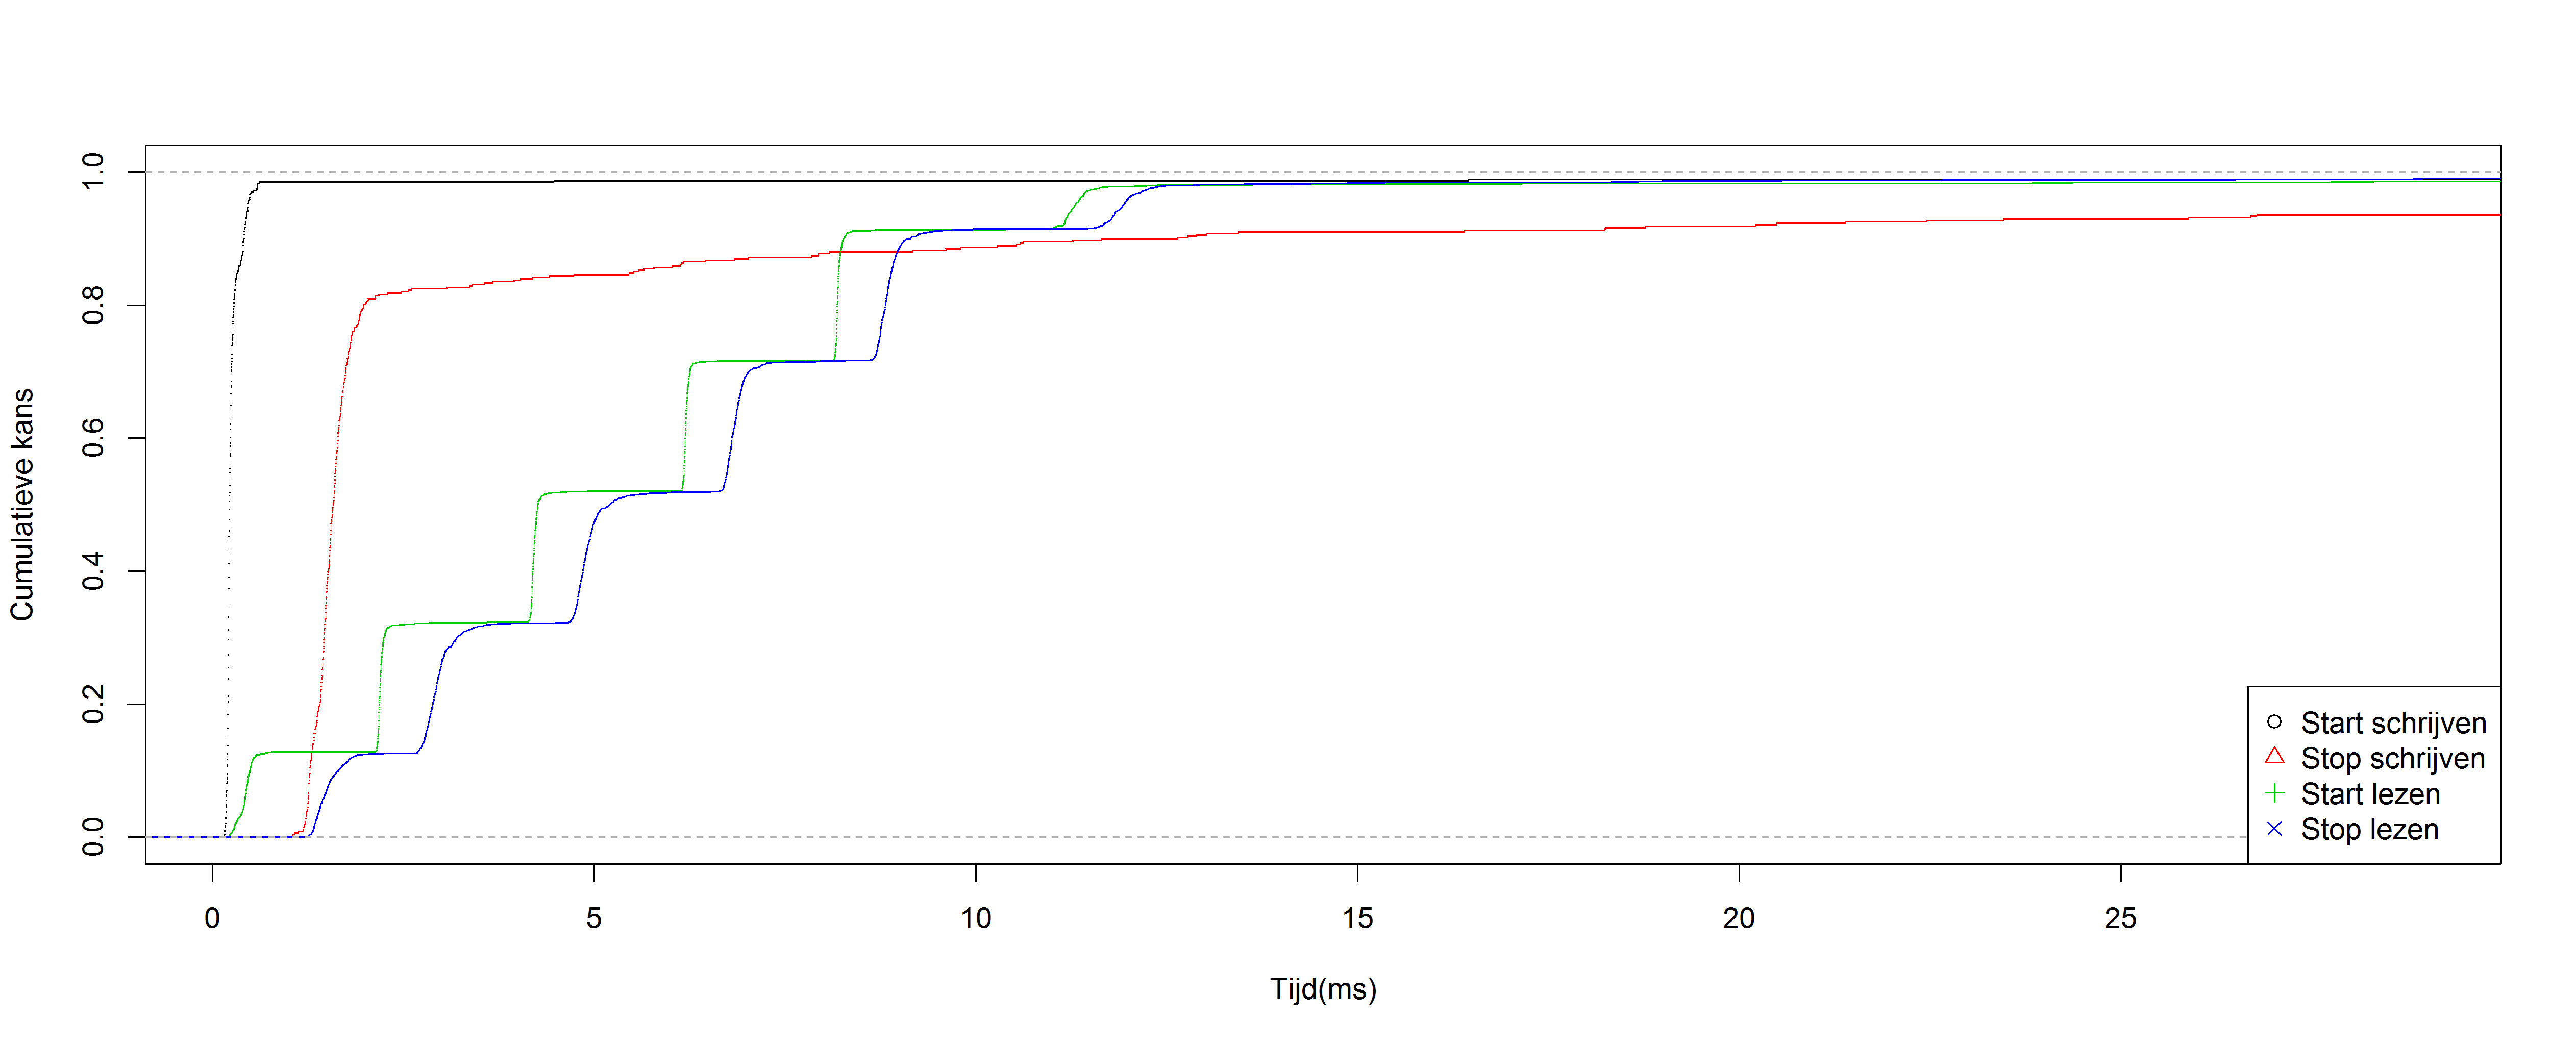 Cumulatieve kans
1.0
0.8
0.6
0.4
0.2
0.0
0 5 10 15 20 25
Tijd(ms)
Start schrijven
Stop schrijven
Start lezen
Stop lezen